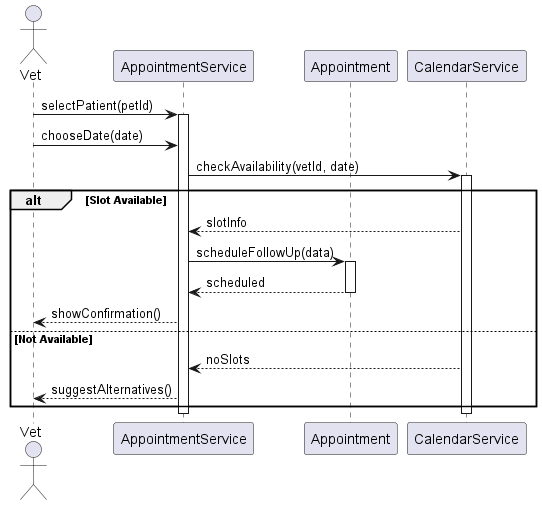 Vet
AppointmentService
Appointment
CalendarService
selectPatient(petId)
chooseDate(date)
checkAvailability(vetId, date)
alt
[Slot Available]
slotInfo
scheduleFollowUp(data)
scheduled
showConfirmation()
[Not Available]
noSlots
suggestAlternatives()
Vet
AppointmentService
Appointment
CalendarService